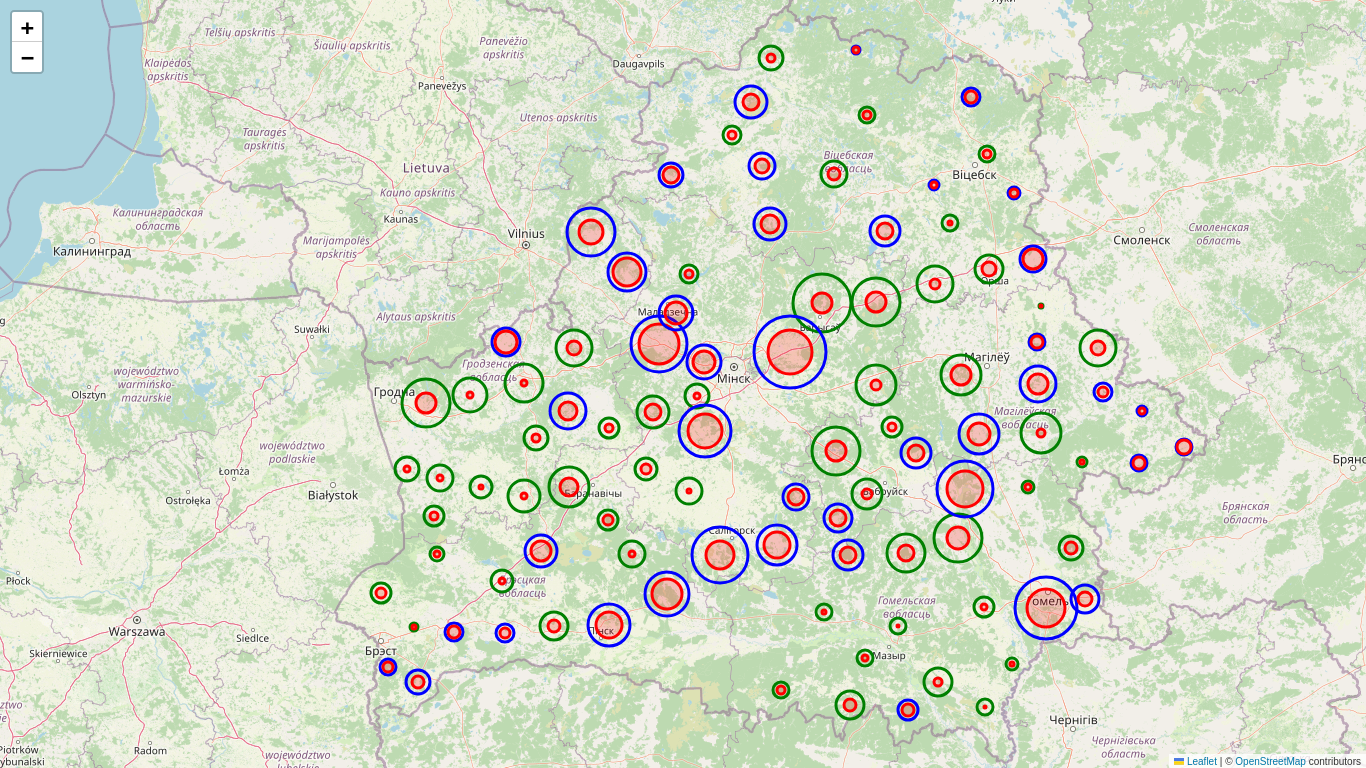 +
−
Telšių apskritis
Šiaulių apskritis
Panevėžio
apskritis
Луки
Klaipėdos
apskritis
Daugavpils
Panevėžys
Utenos apskritis
Tauragės
apskritis
Lietuva
Віцебская
вобласць
Віцебск
Kauno apskritis
Kaunas
Калининградская
область
Калининград
Marijampolės
apskritis
Vilnius
Смоленск
Смоленская
область
Орша
Alytaus apskritis
Маладзечна
Барысаў
Suwałki
Гродзенская
вобласць
Мінск
Магілёў
województwo
warmińsko-
mazurskie
Olsztyn
Гродна
Магілёўская
вобласць
województwo
podlaskie
Łomża
Ostrołęka
Białystok
Баранавічы
Бабруйск
Брянская
область
Салігорск
Płock
Брэсцкая
вобласць
Гомельская
вобласць
Гомель
Warszawa
Siedlce
Skierniewice
Пінск
Брэст
Мазыр
Чернігів
Чернігівська
область
Radom
województwo
Piotrków
Leaflet | © OpenStreetMap contributors